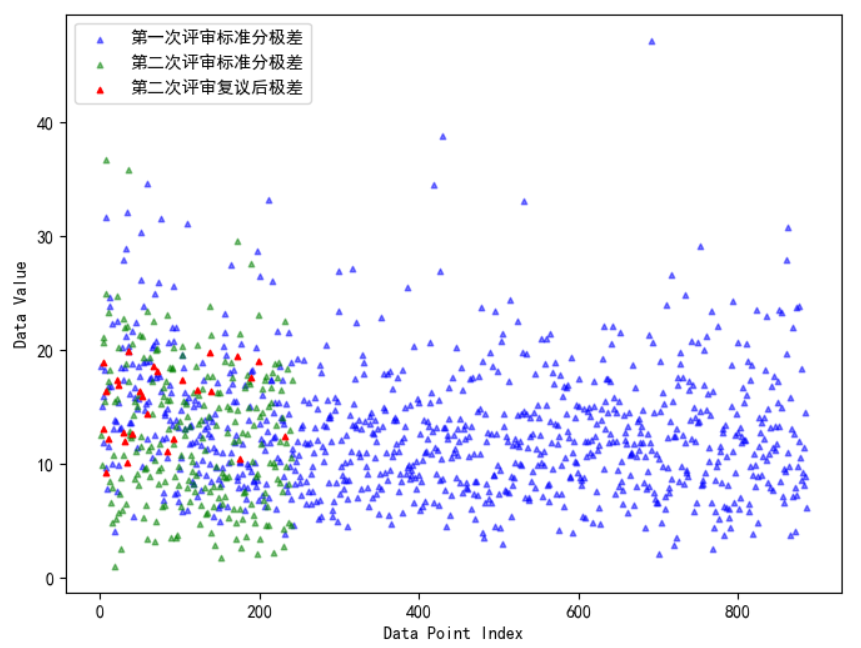 第一次评审标准分极差
第二次评审标准分极差
第二次评审复议后极差
40
30
20
10
0
Data Value
0 200 400 600 800
Data Point Index